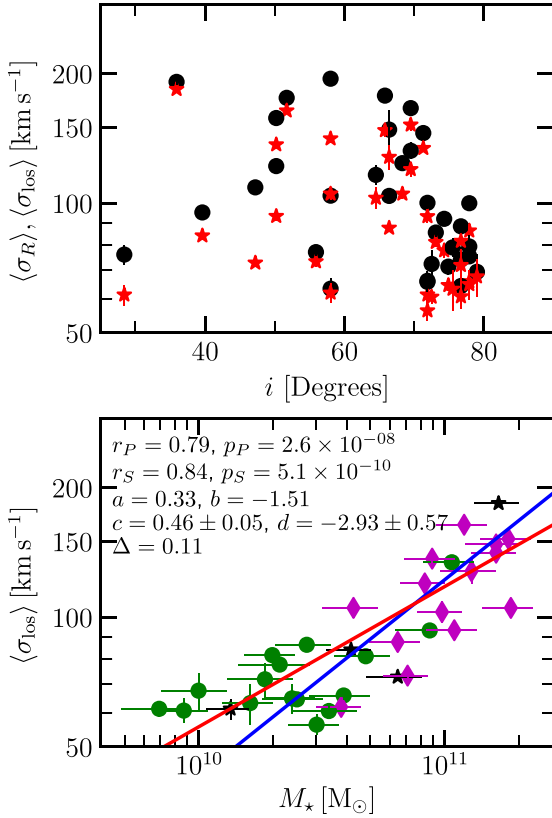 200
150
100
50
⟨σ_R⟩, ⟨σ_los⟩ [km s⁻¹]
40 60 80
i [Degrees]
r_P = 0.79, p_P = 2.6 × 10⁻⁰⁸
r_S = 0.84, p_S = 5.1 × 10⁻¹⁰
a = 0.33, b = −1.51
c = 0.46 ± 0.05, d = −2.93 ± 0.57
Δ = 0.11
200
150
100
50
⟨σ_los⟩ [km s⁻¹]
10¹⁰ 10¹¹
M⋆ [M⊙]